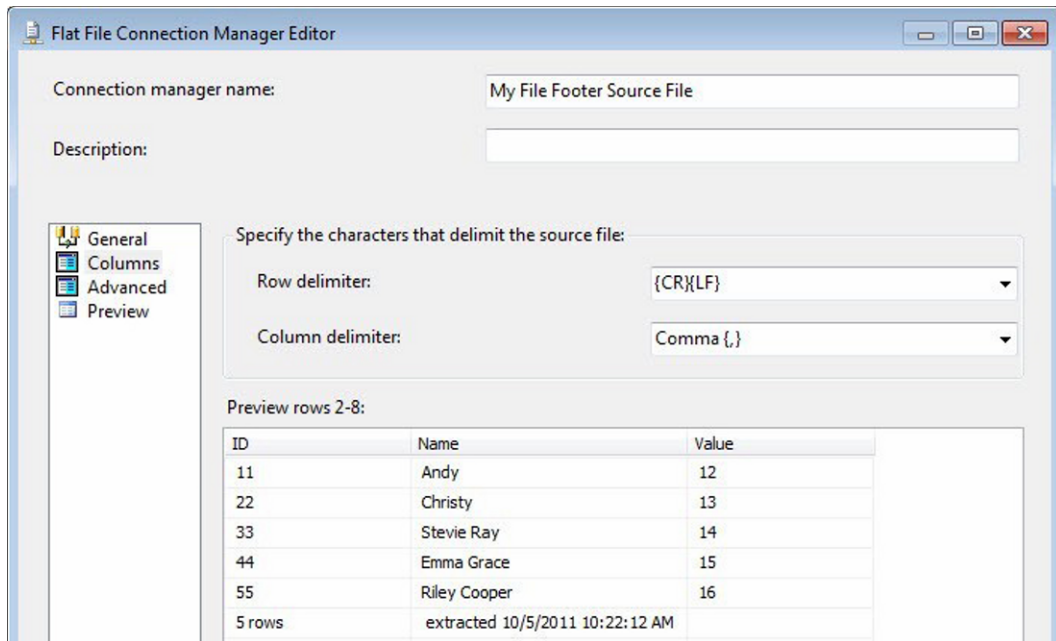 Flat File Connection Manager Editor
Connection manager name: My File Footer Source File
Description:
General
Columns
Advanced
Preview
Specify the characters that delimit the source file:
Row delimiter: {CR}{LF}
Column delimiter: Comma {,}
Preview rows 2-8:
ID Name Value
11 Andy 12
22 Christy 13
33 Stevie Ray 14
44 Emma Grace 15
55 Riley Cooper 16
5 rows extracted 10/5/2011 10:22:12 AM